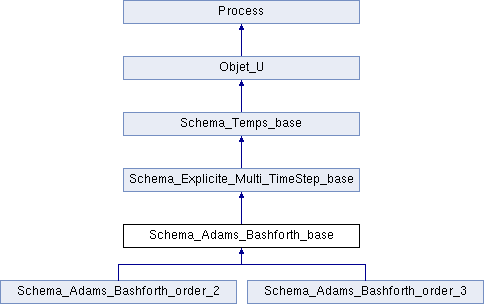 Process
Objet_U
Schema_Temps_base
Schema_Explicite_Multi_TimeStep_base
Schema_Adams_Bashforth_base
Schema_Adams_Bashforth_order_2
Schema_Adams_Bashforth_order_3